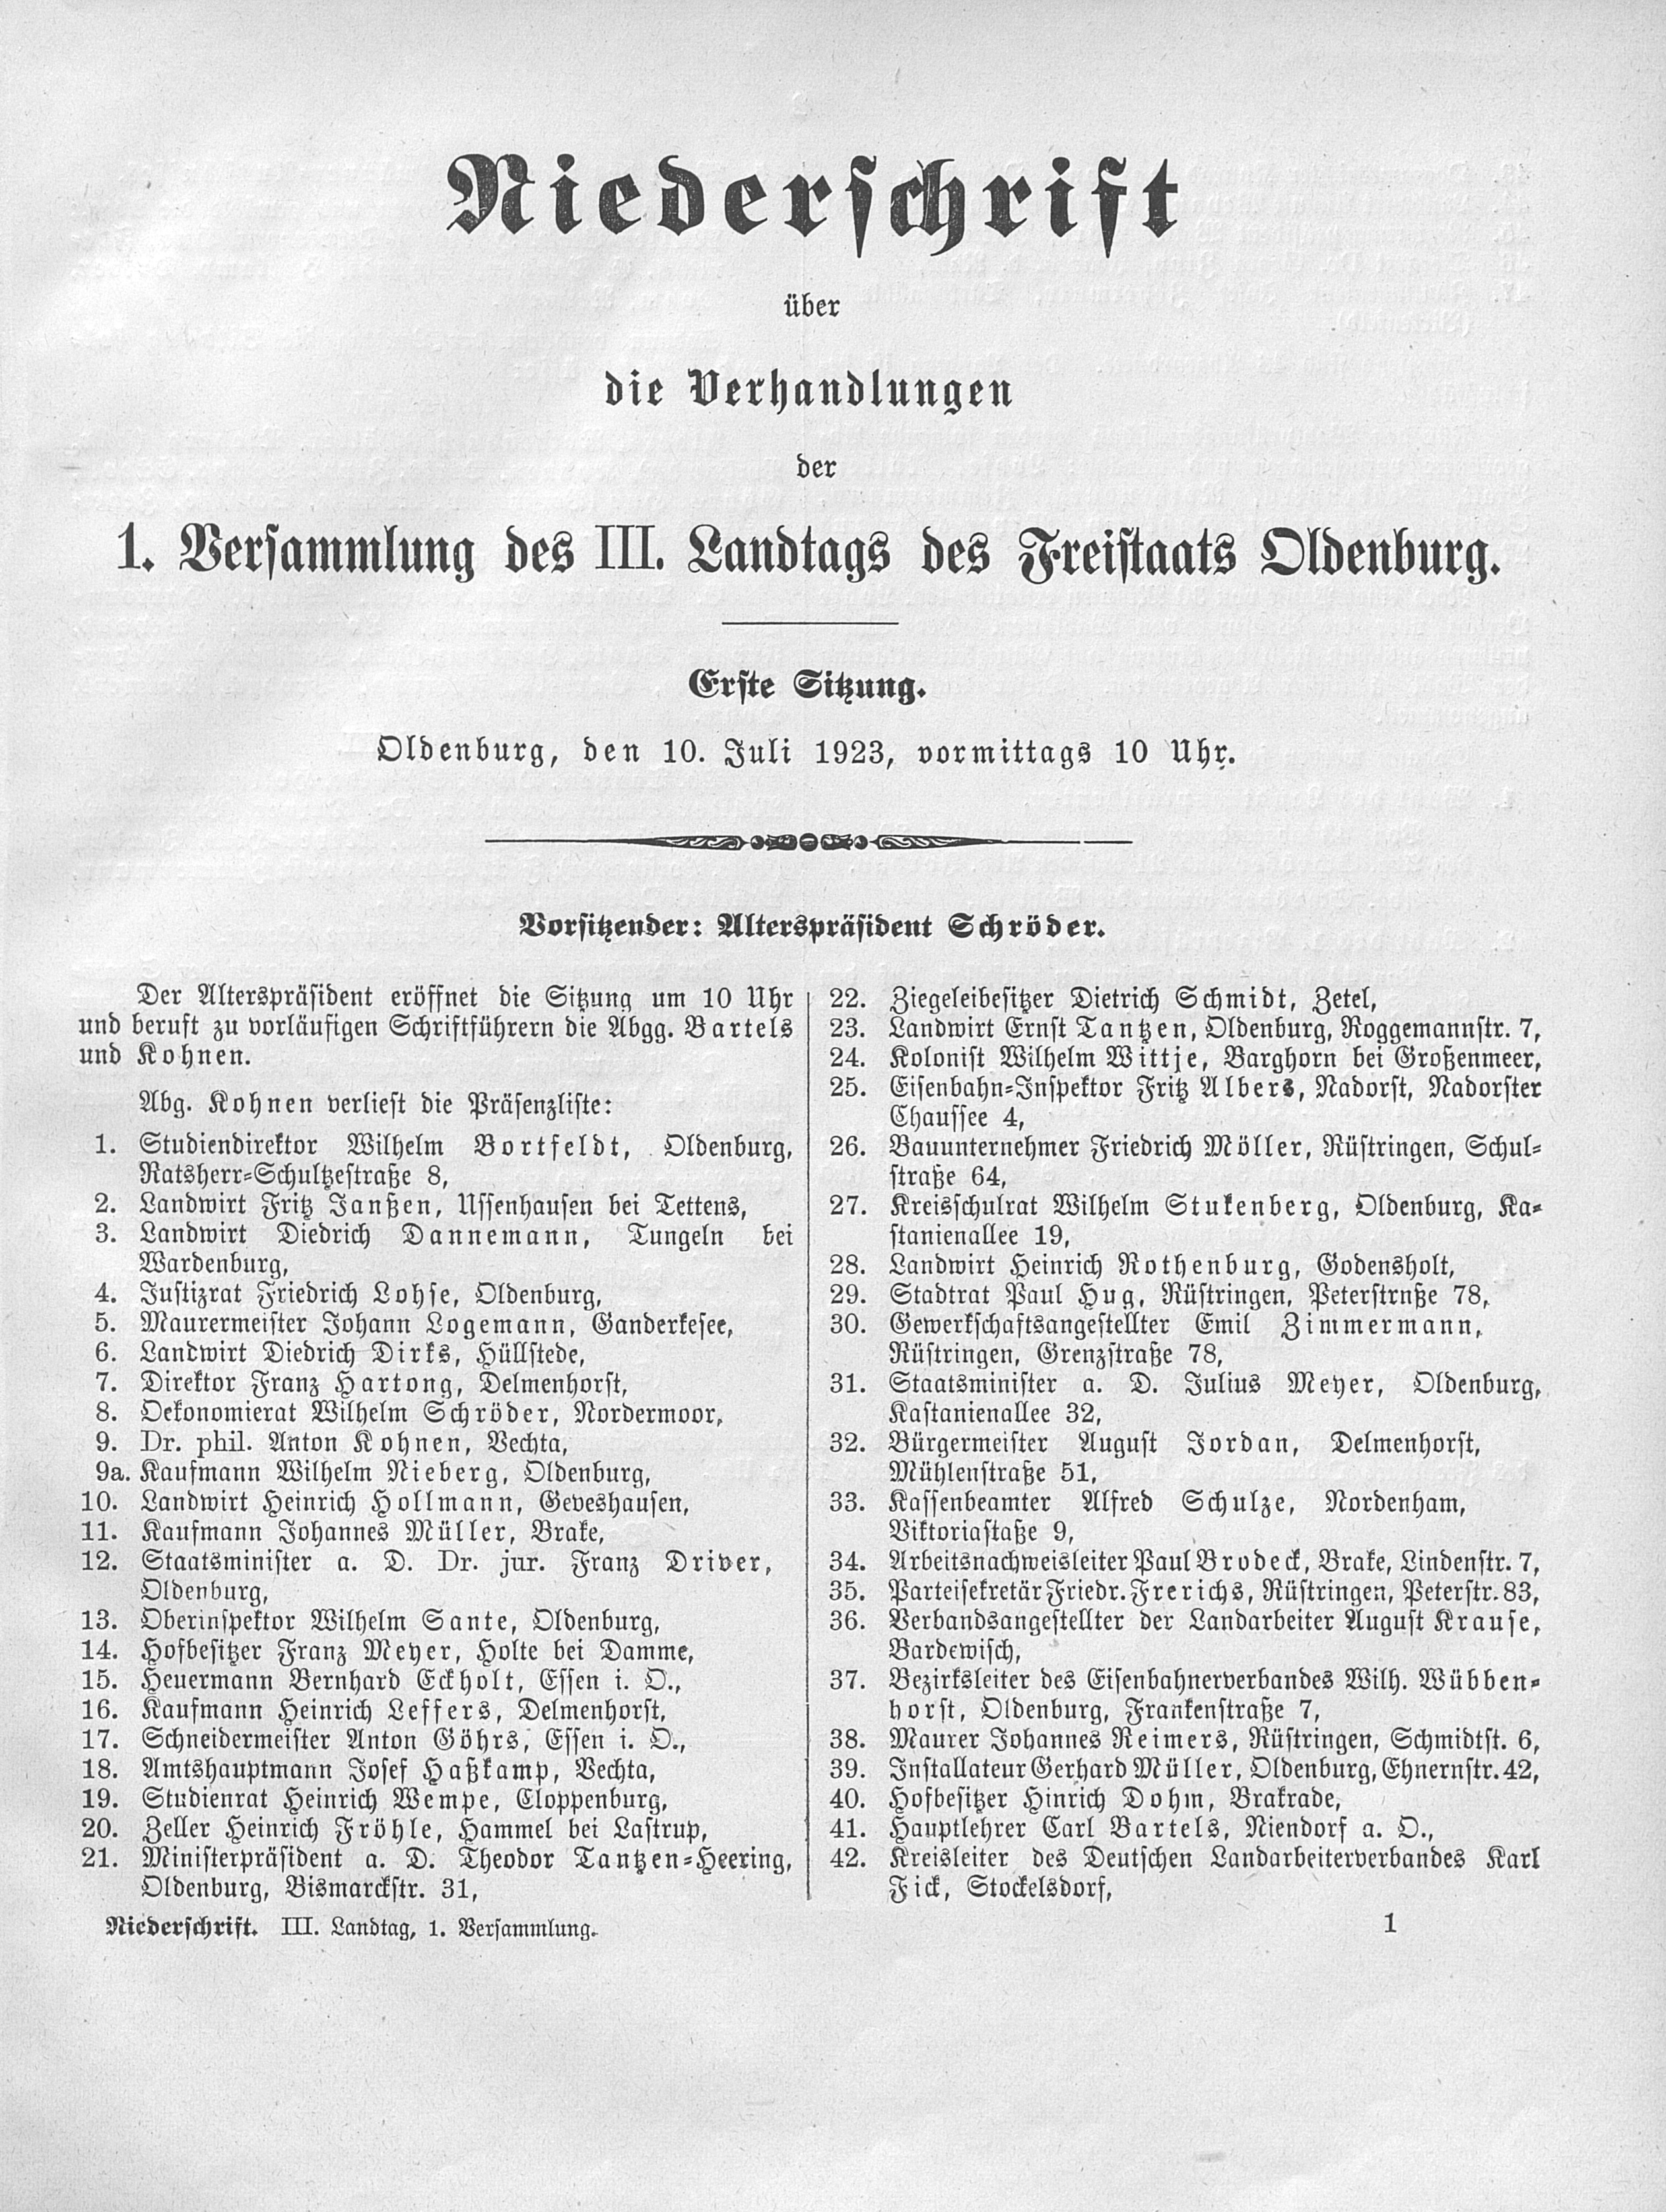 Niederschrift
über
die Verhandlungen
der
1. Versammlung des III. Landtags des Freistaats Oldenburg.
Erste Sitzung.
Oldenburg, den 10. Juli 1923, vormittags 10 Uhr.
Vorsitzender: Alterspräsident Schröder.
Der Alterspräsident eröffnet die Sitzung um 10 Uhr
und beruft zu vorläufigen Schriftführern die Abgg. Bartels
und Kohnen.
Abg. Kohnen verliest die Präsenzliste:
1. Studiendirektor Wilhelm Bortfeldt, Oldenburg,
Ratsherr-Schultzestraße 8,
2. Landwirt Fritz Janßen, Ussenhausen bei Tettens,
3. Landwirt Diedrich Dannemann, Tungeln bei
Wardenburg,
4. Justizrat Friedrich Lohse, Oldenburg,
5. Maurermeister Johann Logemann, Ganderkesee,
6. Landwirt Diedrich Dirks, Hüllstede,
7. Direktor Franz Hartong, Delmenhorst,
8. Oekonomierat Wilhelm Schröder, Nordermoor,
9. Dr. phil. Anton Kohnen, Vechta,
9a. Kaufmann Wilhelm Nieberg, Oldenburg,
10. Landwirt Heinrich Hollmann, Geveshausen,
11. Kaufmann Johannes Müller, Brake,
12. Staatsminister a. D. Dr. jur. Franz Driver,
Oldenburg,
13. Oberinspektor Wilhelm Sante, Oldenburg,
14. Hofbesitzer Franz Meyer, Holte bei Damme,
15. Heuermann Bernhard Eckholt, Essen i. O.,
16. Kaufmann Heinrich Leffers, Delmenhorst,
17. Schneidermeister Anton Göhrs, Essen i. O.,
18. Amtshauptmann Josef Haßkamp, Vechta,
19. Studienrat Heinrich Wempe, Cloppenburg,
20. Zeller Heinrich Fröhle, Hammel bei Lastrup,
21. Ministerpräsident a. D. Theodor Tantzen-Heering,
Oldenburg, Bismarckstr. 31,
22. Ziegeleibesitzer Dietrich Schmidt, Zetel,
23. Landwirt Ernst Tantzen, Oldenburg, Roggemannstr. 7,
24. Kolonist Wilhelm Wittje, Barghorn bei Großenmeer,
25. Eisenbahn-Inspektor Fritz Albers, Nadorst, Nadorster
Chaussee 4,
26. Bauunternehmer Friedrich Möller, Rüstringen, Schul-
straße 64,
27. Kreisschulrat Wilhelm Stukenberg, Oldenburg, Ka-
stanienallee 19,
28. Landwirt Heinrich Rothenburg, Godensholt,
29. Stadtrat Paul Hug, Rüstringen, Peterstrnße 78,
30. Gewerkschaftsangestellter Emil Zimmermann,
Rüstringen, Grenzstraße 78,
31. Staatsminister a. D. Julius Meyer, Oldenburg,
Kastanienallee 32,
32. Bürgermeister August Jordan, Delmenhorst,
Mühlenstraße 51,
33. Kassenbeamter Alfred Schulze, Nordenham,
Viktoriastaße 9,
34. Arbeitsnachweisleiter Paul Brodeck, Brake, Lindenstr. 7,
35. Parteisekretär Friedr. Frerichs, Rüstringen, Peterstr. 83,
36. Verbandsangestellter der Landarbeiter August Krause,
Bardewisch,
37. Bezirksleiter des Eisenbahnerverbandes Wilh. Wübben-
horst, Oldenburg, Frankenstraße 7,
38. Maurer Johannes Reimers, Rüstringen, Schmidtst. 6,
39. Installateur Gerhard Müller, Oldenburg, Ehnernstr. 42,
40. Hofbesitzer Hinrich Dohm, Brakrade,
41. Hauptlehrer Carl Bartels, Niendorf a. O.,
42. Kreisleiter des Deutschen Landarbeiterverbandes Karl
Fick, Stockelsdorf,
Niederschrift. III. Landtag, 1. Versammlung.
1